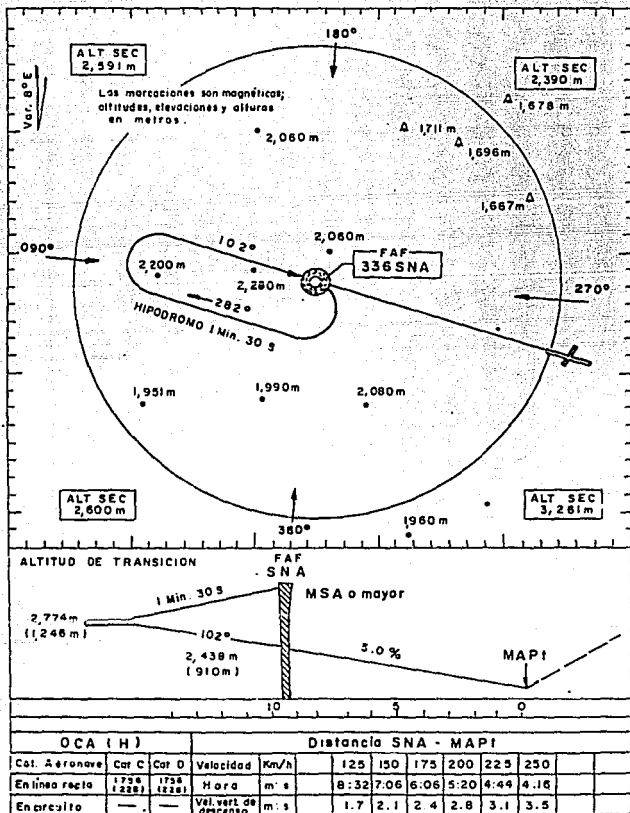 180°
ALT SEC
2,591 m
ALT SEC
2,390 m
Var. 8°E
Las marcaciones son magnéticas;
altitudes, elevaciones y alturas
en metros.
1,678 m
2,060 m
1,711 m
1,696 m
1,667 m
090°
102°
2,060 m
FAF
336 SNA
2,200 m
2,280 m
270°
282°
HIPODROMO 1 Min. 30 S
1,951 m
1,990 m
2,080 m
ALT SEC
2,600 m
360°
1,960 m
ALT SEC
3,261 m
ALTITUD DE TRANSICION
FAF
SNA
1 Min. 30 S
MSA o mayor
2,774 m
(1,246 m)
102°
2,438 m
(910 m)
5.0 %
MAPt
10 5 0
OCA (H) Distancia SNA - MAPt
Cat. Aeronave Cat C Cat D Velocidad Km/h 125 150 175 200 225 250
En linea recta 1756 (228) 1756 (228) Hora m: s 8:32 7:06 6:06 5:20 4:44 4.16
En circuito — . — Vel. vert. de descenso m: s 1.7 2.1 2.4 2.8 3.1 3.5